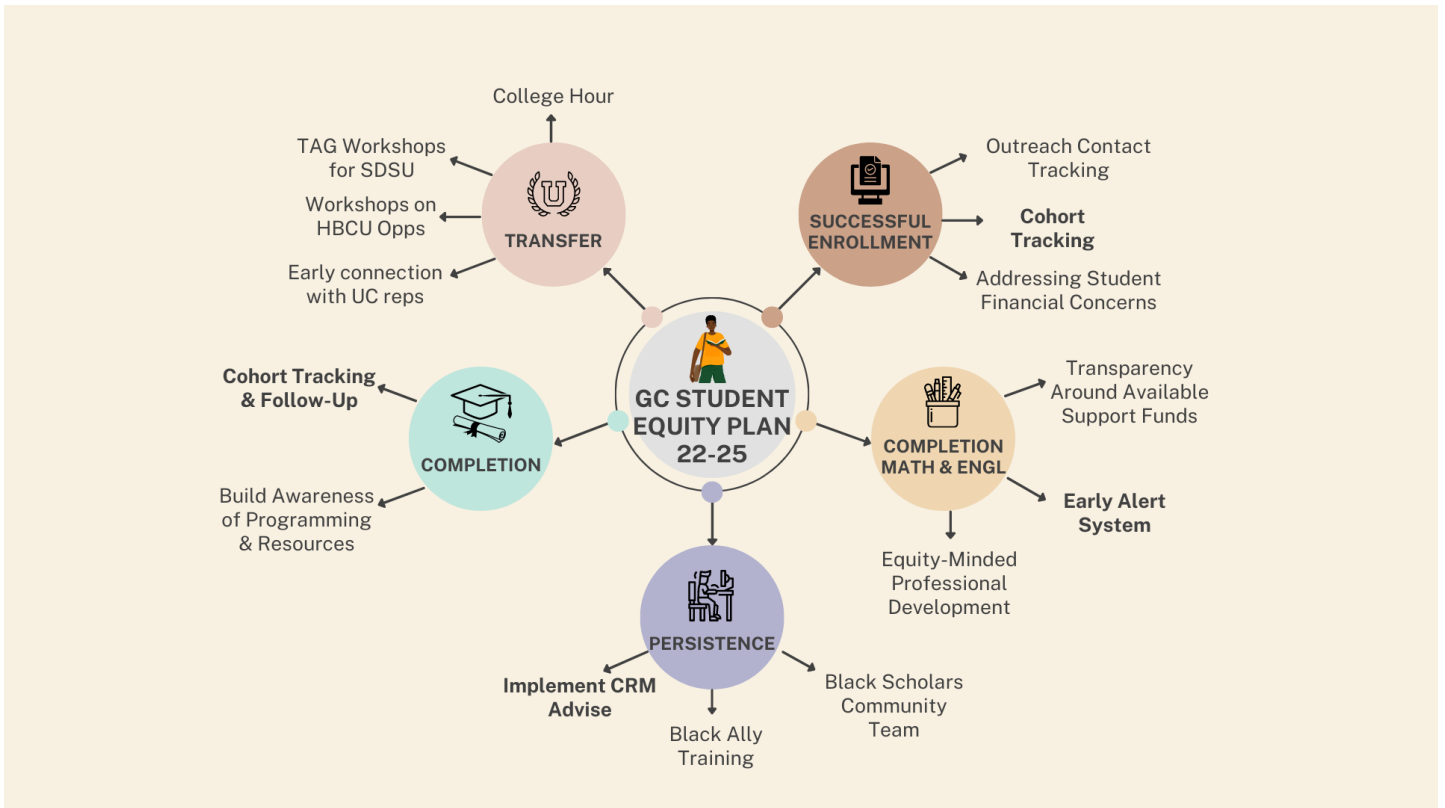 College Hour
TAG Workshops
for SDSU
Workshops on
HBCU Opps
Early connection
with UC reps
U
TRANSFER
SUCCESSFUL
ENROLLMENT
Outreach Contact
Tracking
Cohort
Tracking
Addressing Student
Financial Concerns
GC STUDENT
EQUITY PLAN
22-25
Cohort Tracking
& Follow-Up
Build Awareness
of Programming
& Resources
COMPLETION
COMPLETION
MATH & ENGL
Transparency
Around Available
Support Funds
Early Alert
System
Equity-Minded
Professional
Development
PERSISTENCE
Implement CRM
Advise
Black Ally
Training
Black Scholars
Community
Team